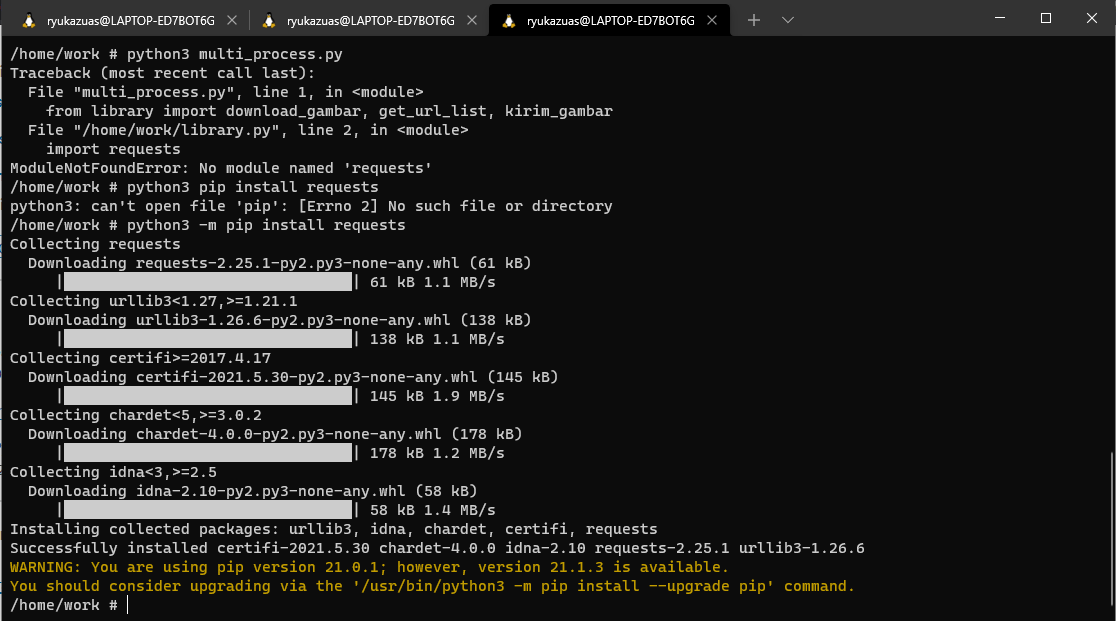 ryukazuas@LAPTOP-ED7BOT6G
ryukazuas@LAPTOP-ED7BOT6G
ryukazuas@LAPTOP-ED7BOT6G
/home/work # python3 multi_process.py
Traceback (most recent call last):
  File "multi_process.py", line 1, in <module>
    from library import download_gambar, get_url_list, kirim_gambar
  File "/home/work/library.py", line 2, in <module>
    import requests
ModuleNotFoundError: No module named 'requests'
/home/work # python3 pip install requests
python3: can't open file 'pip': [Errno 2] No such file or directory
/home/work # python3 -m pip install requests
Collecting requests
  Downloading requests-2.25.1-py2.py3-none-any.whl (61 kB)
     |████████████████████████████████| 61 kB 1.1 MB/s
Collecting urllib3<1.27,>=1.21.1
  Downloading urllib3-1.26.6-py2.py3-none-any.whl (138 kB)
     |████████████████████████████████| 138 kB 1.1 MB/s
Collecting certifi>=2017.4.17
  Downloading certifi-2021.5.30-py2.py3-none-any.whl (145 kB)
     |████████████████████████████████| 145 kB 1.9 MB/s
Collecting chardet<5,>=3.0.2
  Downloading chardet-4.0.0-py2.py3-none-any.whl (178 kB)
     |████████████████████████████████| 178 kB 1.2 MB/s
Collecting idna<3,>=2.5
  Downloading idna-2.10-py2.py3-none-any.whl (58 kB)
     |████████████████████████████████| 58 kB 1.4 MB/s
Installing collected packages: urllib3, idna, chardet, certifi, requests
Successfully installed certifi-2021.5.30 chardet-4.0.0 idna-2.10 requests-2.25.1 urllib3-1.26.6
WARNING: You are using pip version 21.0.1; however, version 21.1.3 is available.
You should consider upgrading via the '/usr/bin/python3 -m pip install --upgrade pip' command.
/home/work #